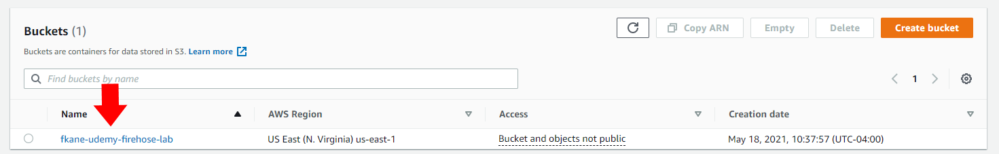 Buckets (1)
Copy ARN
Empty
Delete
Create bucket
Buckets are containers for data stored in S3. Learn more
Find buckets by name
1
Name AWS Region Access Creation date
fkane-udemy-firehose-lab US East (N. Virginia) us-east-1 Bucket and objects not public May 18, 2021, 10:37:57 (UTC-04:00)